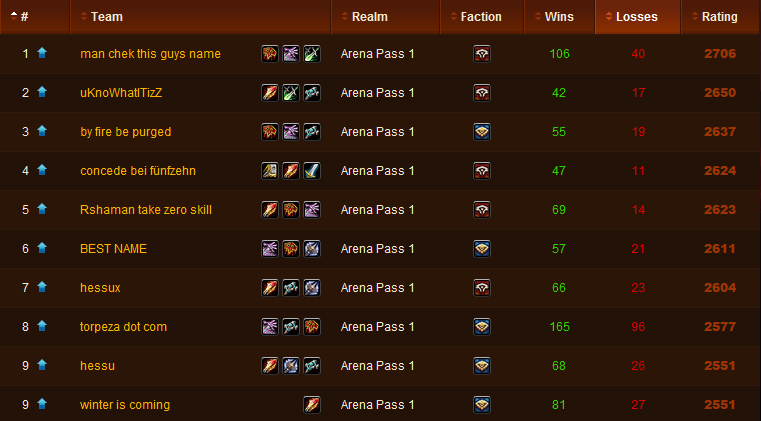 # Team Realm Faction Wins Losses Rating
1 man chek this guys name Arena Pass 1 106 40 2706
2 uKnoWhatITizZ Arena Pass 1 42 17 2650
3 by fire be purged Arena Pass 1 55 19 2637
4 concede bei fünfzehn Arena Pass 1 47 11 2624
5 Rshaman take zero skill Arena Pass 1 69 14 2623
6 BEST NAME Arena Pass 1 57 21 2611
7 hessux Arena Pass 1 66 23 2604
8 torpeza dot com Arena Pass 1 165 96 2577
9 hessu Arena Pass 1 68 26 2551
9 winter is coming Arena Pass 1 81 27 2551